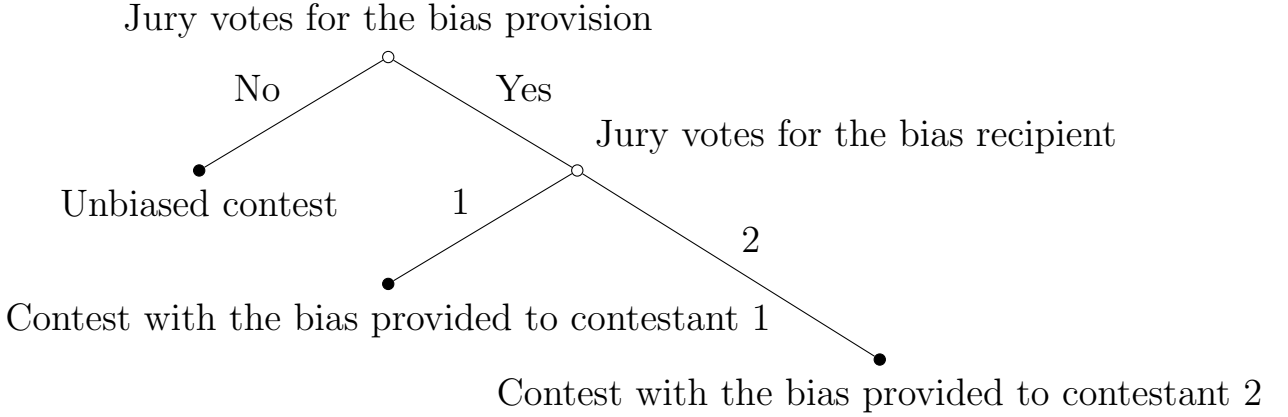 Jury votes for the bias provision
No
Yes
Jury votes for the bias recipient
Unbiased contest
1
2
Contest with the bias provided to contestant 1
Contest with the bias provided to contestant 2